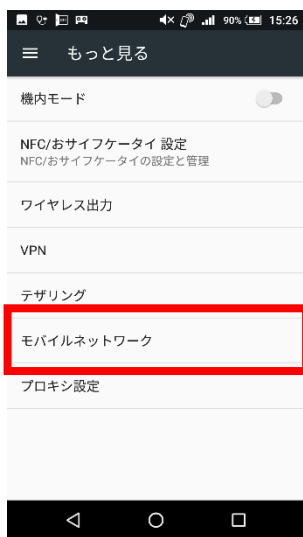 90% 15:26
もっと見る
機内モード
NFC/おサイフケータイ 設定
NFC/おサイフケータイの設定と管理
ワイヤレス出力
VPN
テザリング
モバイルネットワーク
プロキシ設定